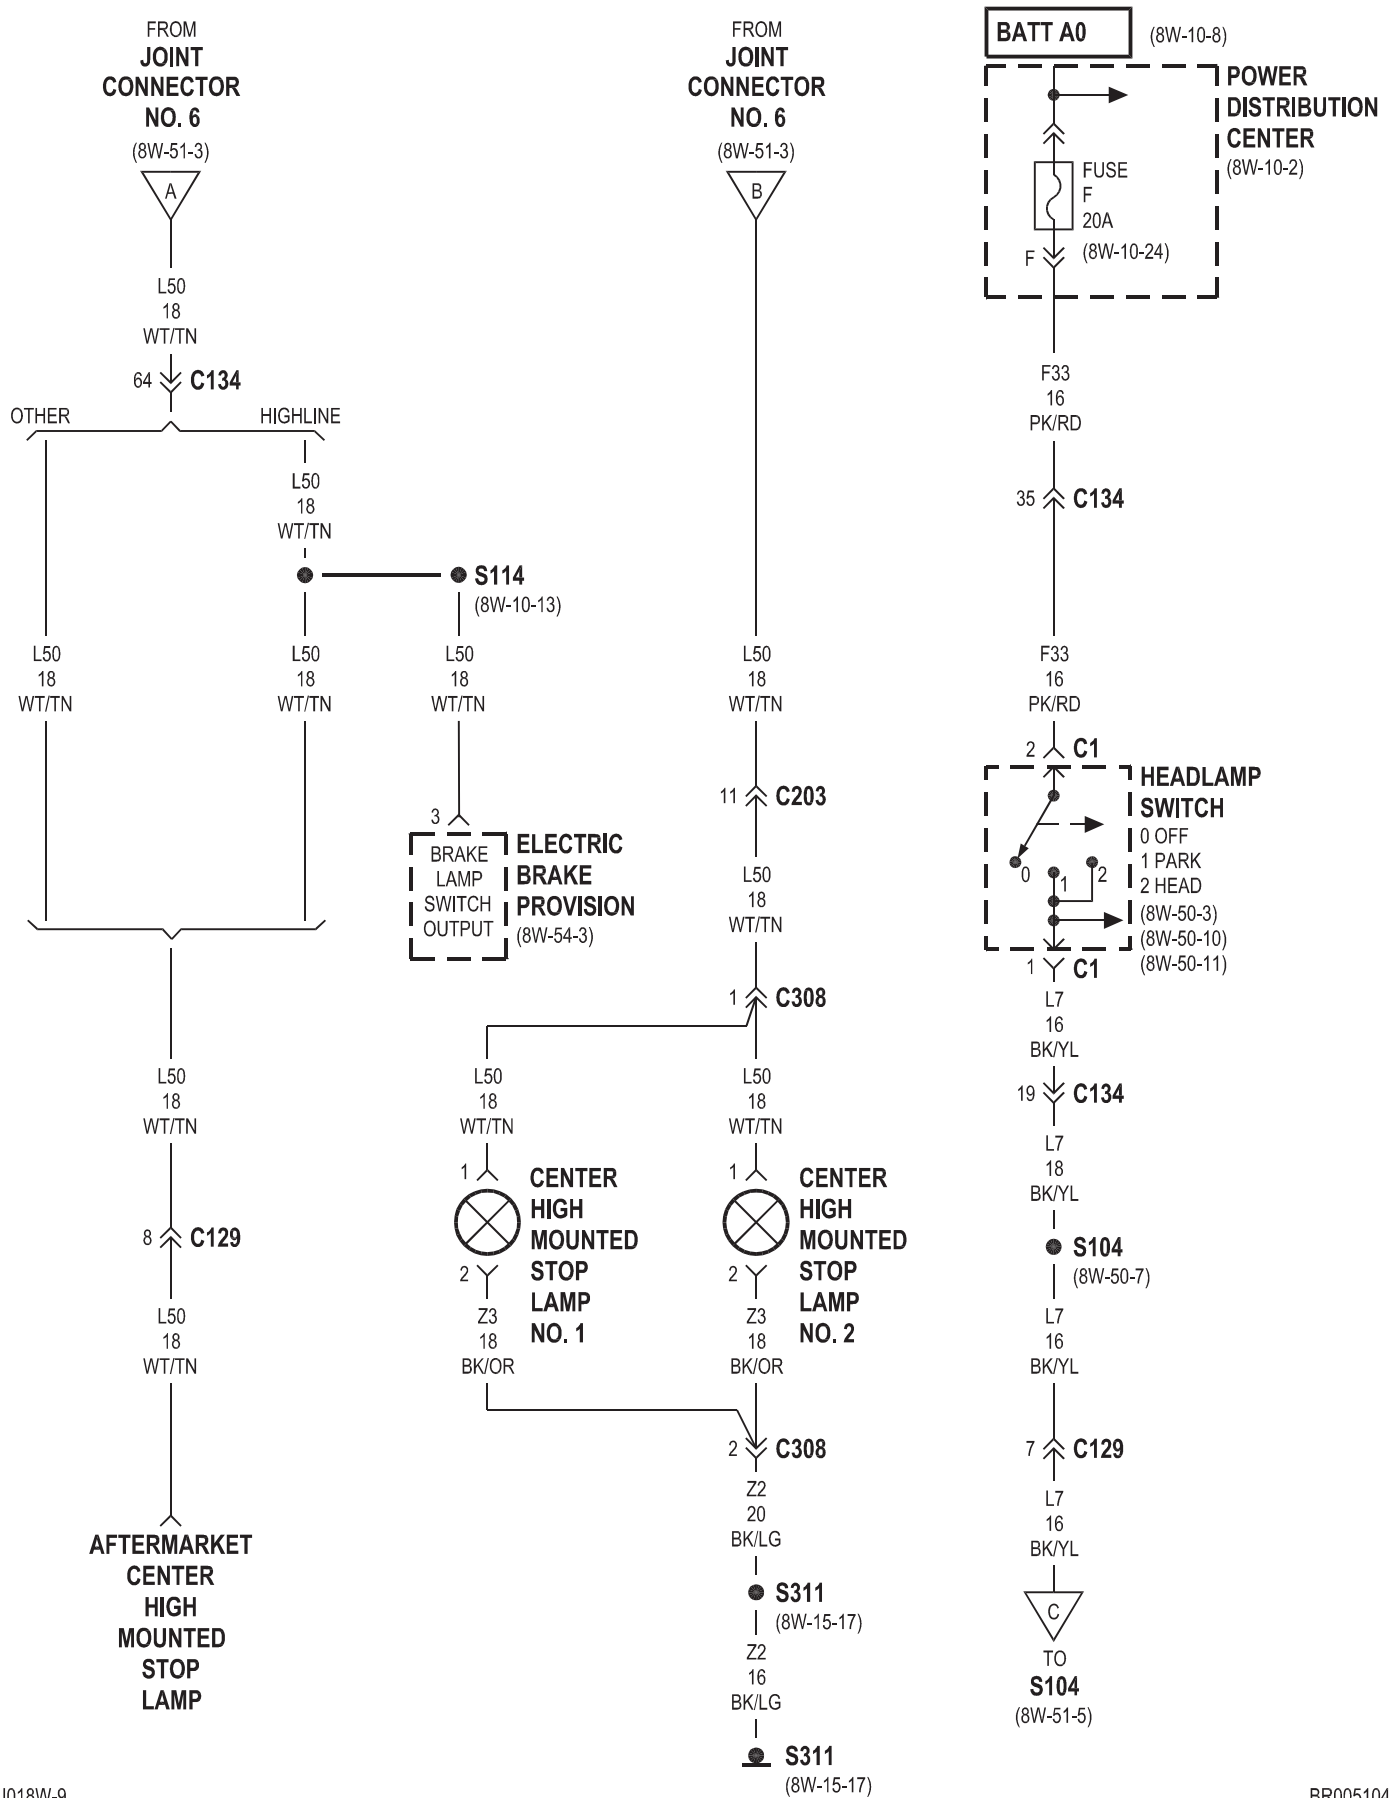 FROM
JOINT
CONNECTOR
NO. 6
(8W-51-3)
A
L50
18
WT/TN
64
C134
OTHER
HIGHLINE
L50
18
WT/TN
S114
(8W-10-13)
L50
18
WT/TN
L50
18
WT/TN
L50
18
WT/TN
3
BRAKE
LAMP
SWITCH
OUTPUT
ELECTRIC
BRAKE
PROVISION
(8W-54-3)
L50
18
WT/TN
8
C129
L50
18
WT/TN
AFTERMARKET
CENTER
HIGH
MOUNTED
STOP
LAMP
FROM
JOINT
CONNECTOR
NO. 6
(8W-51-3)
B
L50
18
WT/TN
11
C203
L50
18
WT/TN
1
C308
L50
18
WT/TN
L50
18
WT/TN
1
CENTER
HIGH
MOUNTED
STOP
LAMP
NO. 1
2
Z3
18
BK/OR
1
CENTER
HIGH
MOUNTED
STOP
LAMP
NO. 2
2
Z3
18
BK/OR
2
C308
Z2
20
BK/LG
S311
(8W-15-17)
Z2
16
BK/LG
S311
(8W-15-17)
BATT A0
(8W-10-8)
POWER
DISTRIBUTION
CENTER
(8W-10-2)
FUSE
F
20A
(8W-10-24)
F
F33
16
PK/RD
35
C134
F33
16
PK/RD
2
C1
HEADLAMP
SWITCH
0 OFF
1 PARK
2 HEAD
(8W-50-3)
(8W-50-10)
(8W-50-11)
0
1
2
1
C1
L7
16
BK/YL
19
C134
L7
18
BK/YL
S104
(8W-50-7)
L7
16
BK/YL
7
C129
L7
16
BK/YL
C
TO
S104
(8W-51-5)
J018W-9
BR005104